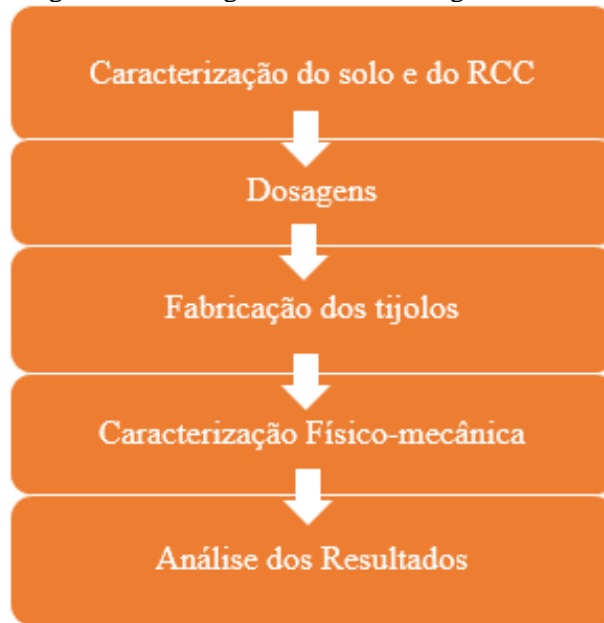 Caracterização do solo e do RCC
Dosagens
Fabricação dos tijolos
Caracterização Físico-mecânica
Análise dos Resultados